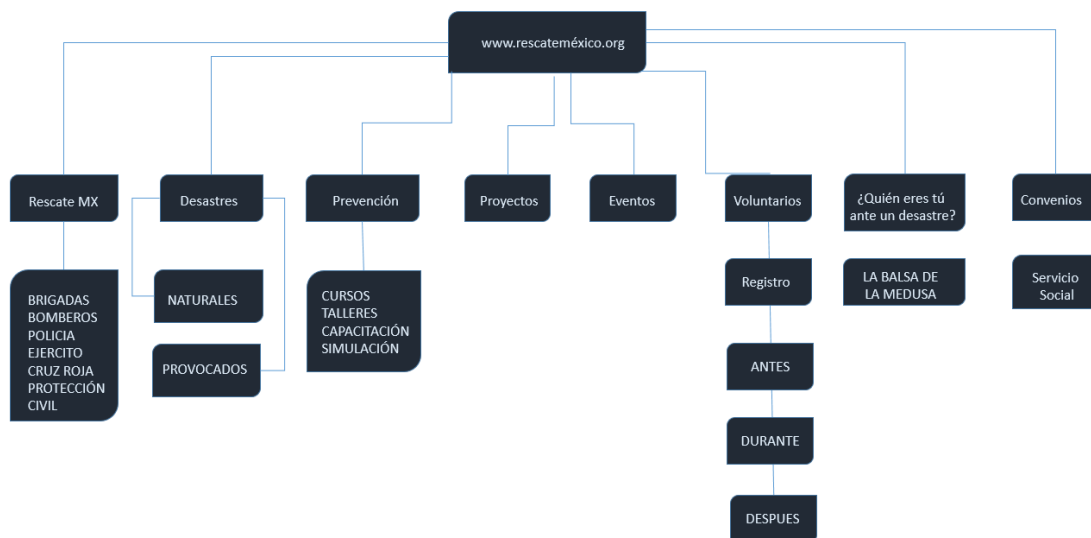 www.rescateméxico.org
Rescate MX
Desastres
Prevención
Proyectos
Eventos
Voluntarios
¿Quién eres tú
ante un desastre?
Convenios
BRIGADAS
BOMBEROS
POLICIA
EJERCITO
CRUZ ROJA
PROTECCIÓN
CIVIL
NATURALES
PROVOCADOS
CURSOS
TALLERES
CAPACITACIÓN
SIMULACIÓN
Registro
ANTES
DURANTE
DESPUES
LA BALSA DE
LA MEDUSA
Servicio
Social